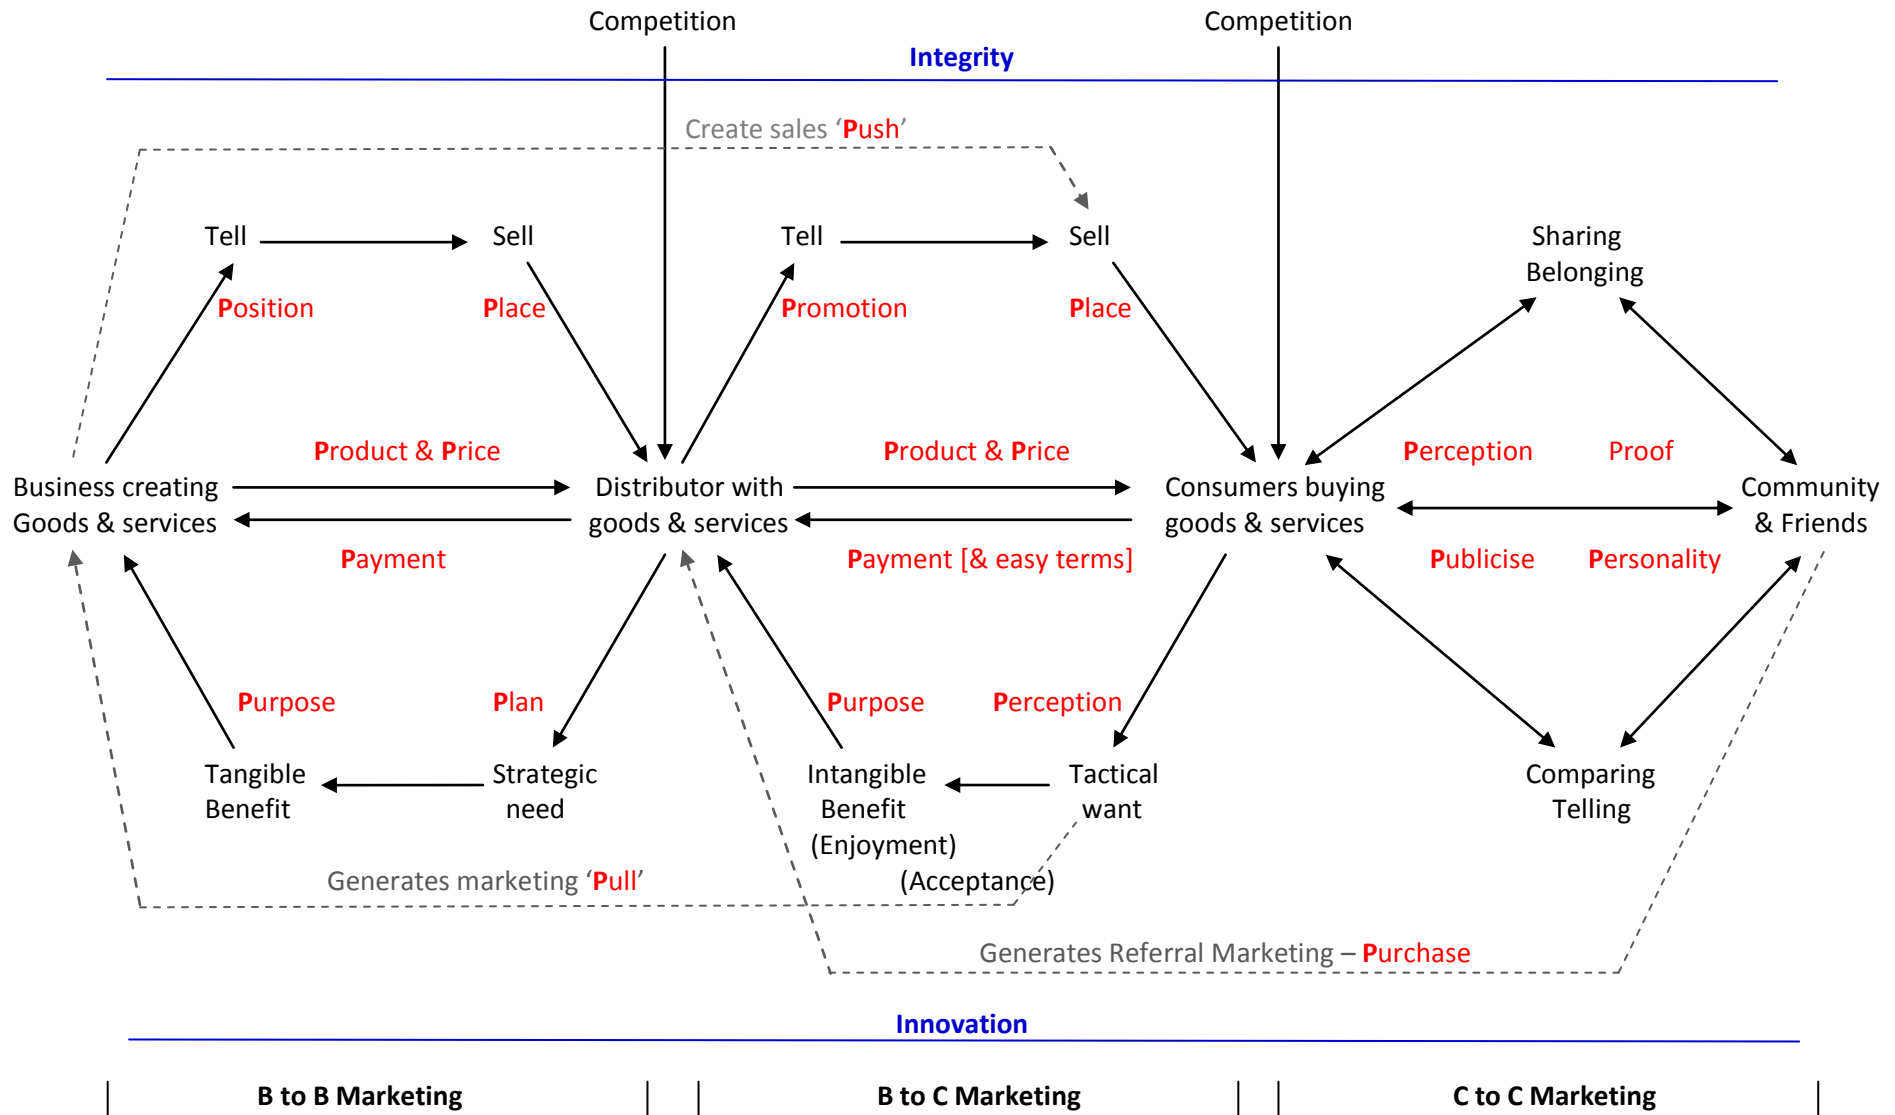 Competition
Competition
Integrity
Create sales ‘Push’
Tell
Sell
Tell
Sell
Sharing
Belonging
Position
Place
Promotion
Place
Product & Price
Product & Price
Perception
Proof
Business creating
Goods & services
Distributor with
goods & services
Consumers buying
goods & services
Community
& Friends
Payment
Payment [& easy terms]
Publicise
Personality
Purpose
Plan
Purpose
Perception
Tangible
Benefit
Strategic
need
Intangible
Benefit
(Enjoyment)
(Acceptance)
Tactical
want
Comparing
Telling
Generates marketing ‘Pull’
Generates Referral Marketing – Purchase
Innovation
B to B Marketing
B to C Marketing
C to C Marketing